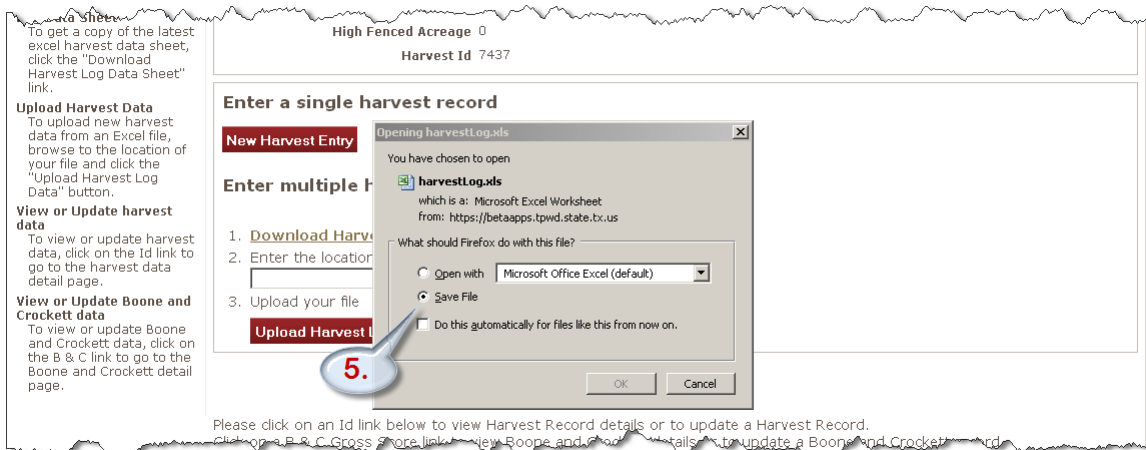 To get a copy of the latest
excel harvest data sheet,
click the "Download
Harvest Log Data Sheet"
link.
Upload Harvest Data
To upload new harvest
data from an Excel file,
browse to the location of
your file and click the
"Upload Harvest Log
Data" button.
View or Update harvest
data
To view or update harvest
data, click on the Id link to
go to the harvest data
detail page.
View or Update Boone and
Crockett data
To view or update Boone
and Crockett data, click on
the B & C link to go to the
Boone and Crockett detail
page.
High Fenced Acreage 0
Harvest Id 7437
Enter a single harvest record
New Harvest Entry
Enter multiple h
1. Download Harve
2. Enter the location
3. Upload your file
Upload Harvest L
Opening harvestLog.xls
You have chosen to open
harvestLog.xls
which is a: Microsoft Excel Worksheet
from: https://betaapps.tpwd.state.tx.us
What should Firefox do with this file?
Open with Microsoft Office Excel (default)
Save File
Do this automatically for files like this from now on.
5.
OK Cancel
Please click on an Id link below to view Harvest Record details or to update a Harvest Record.